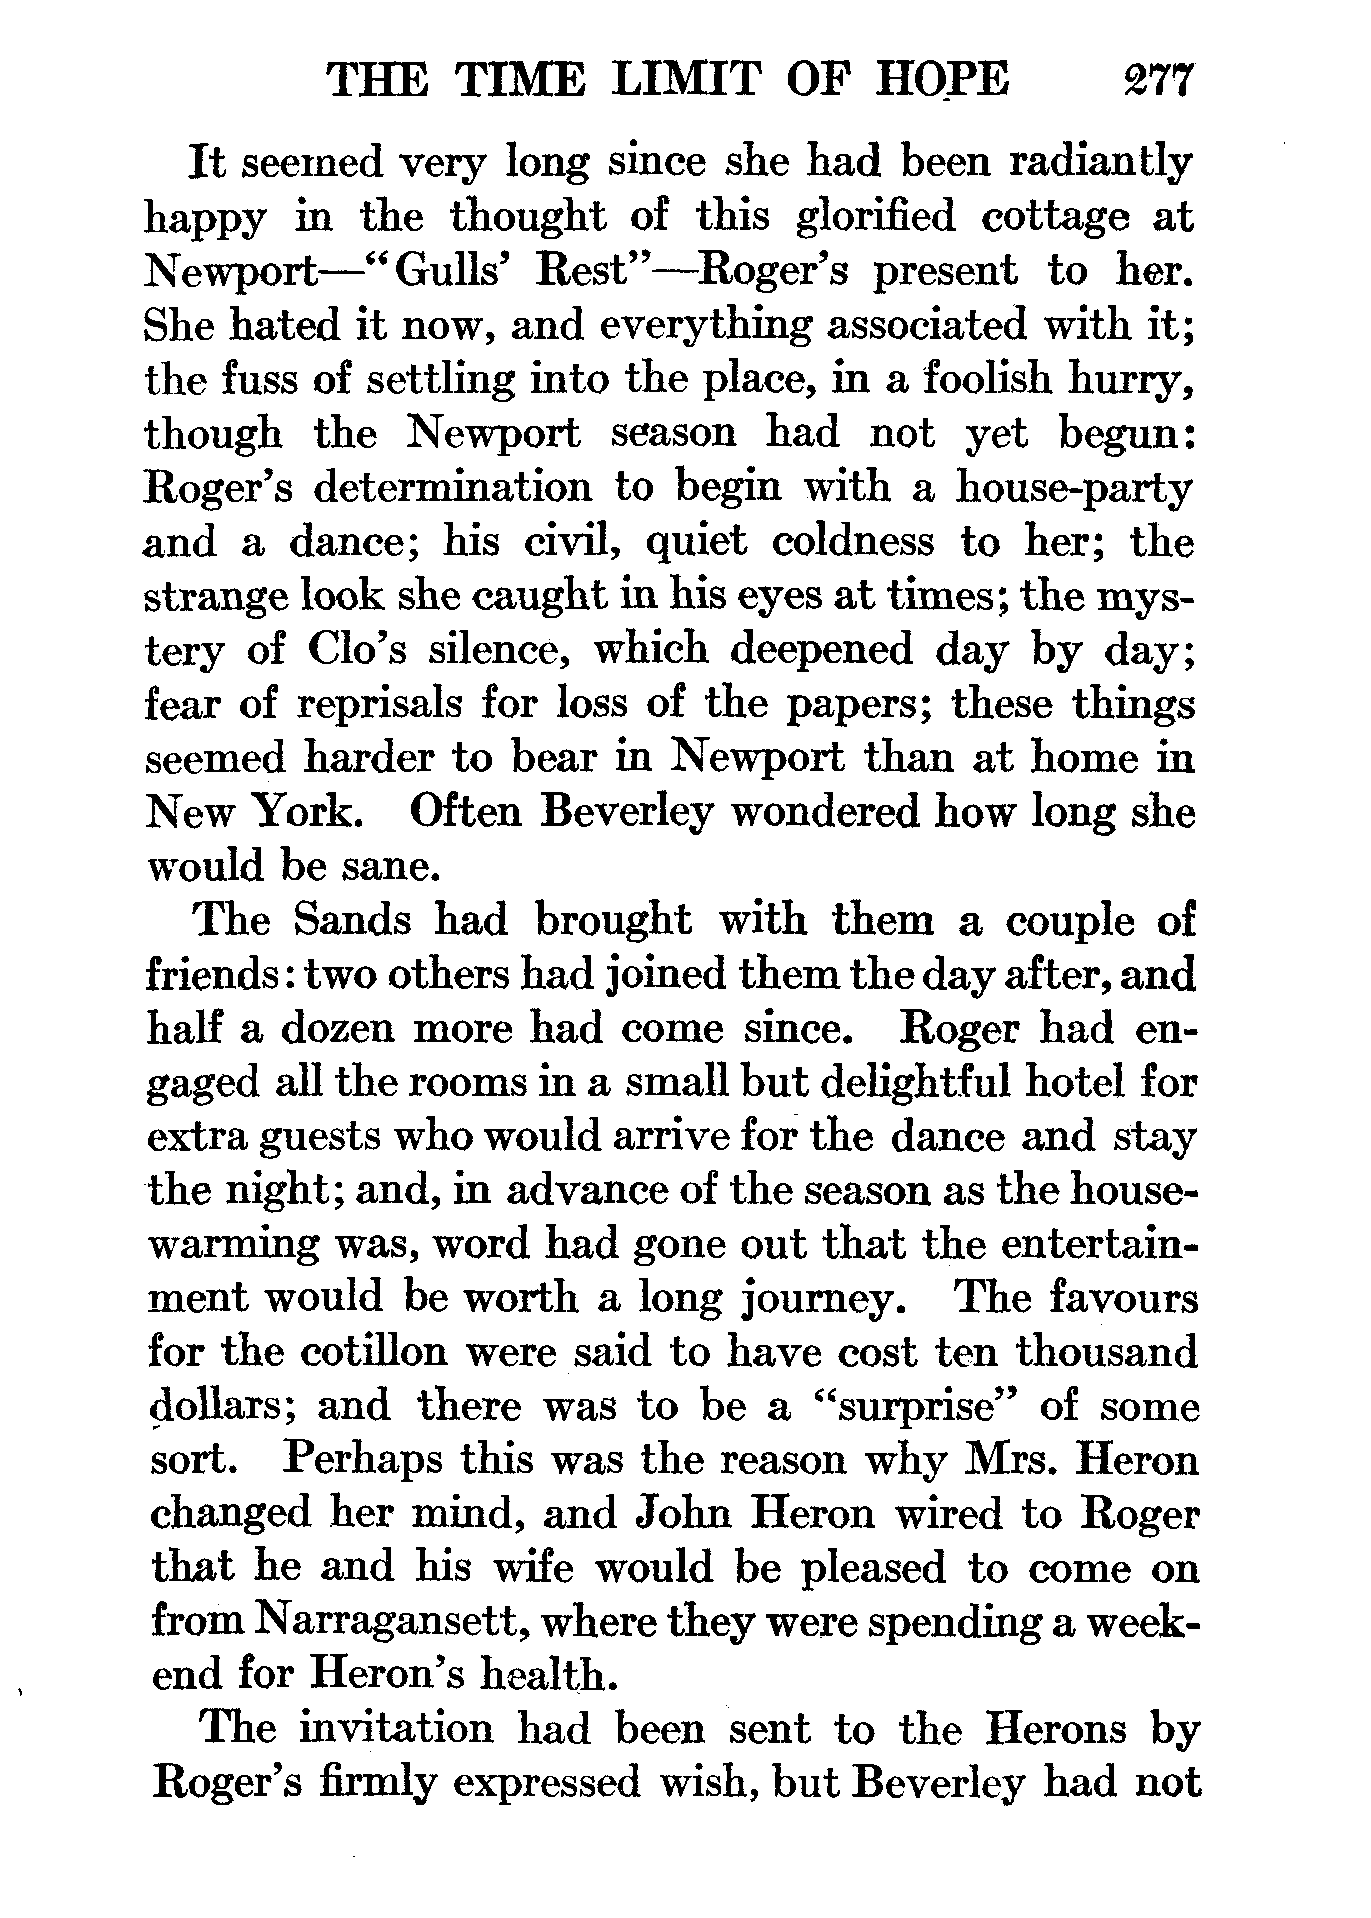 THE TIME LIMIT OF HOPE 277
It seemed very long since she had been radiantly
happy in the thought of this glorified cottage at
Newport—“Gulls’ Rest”—Roger’s present to her.
She hated it now, and everything associated with it;
the fuss of settling into the place, in a foolish hurry,
though the Newport season had not yet begun:
Roger’s determination to begin with a house-party
and a dance; his civil, quiet coldness to her; the
strange look she caught in his eyes at times; the mys-
tery of Clo’s silence, which deepened day by day;
fear of reprisals for loss of the papers; these things
seemed harder to bear in Newport than at home in
New York. Often Beverley wondered how long she
would be sane.
The Sands had brought with them a couple of
friends: two others had joined them the day after, and
half a dozen more had come since. Roger had en-
gaged all the rooms in a small but delightful hotel for
extra guests who would arrive for the dance and stay
the night; and, in advance of the season as the house-
warming was, word had gone out that the entertain-
ment would be worth a long journey. The favours
for the cotillon were said to have cost ten thousand
dollars; and there was to be a “surprise” of some
sort. Perhaps this was the reason why Mrs. Heron
changed her mind, and John Heron wired to Roger
that he and his wife would be pleased to come on
from Narragansett, where they were spending a week-
end for Heron’s health.
The invitation had been sent to the Herons by
Roger’s firmly expressed wish, but Beverley had not